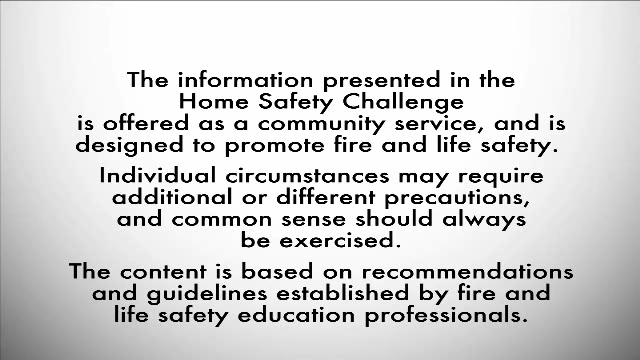 The information presented in the
Home Safety Challenge
is offered as a community service, and is
designed to promote fire and life safety.
Individual circumstances may require
additional or different precautions,
and common sense should always
be exercised.
The content is based on recommendations
and guidelines established by fire and
life safety education professionals.